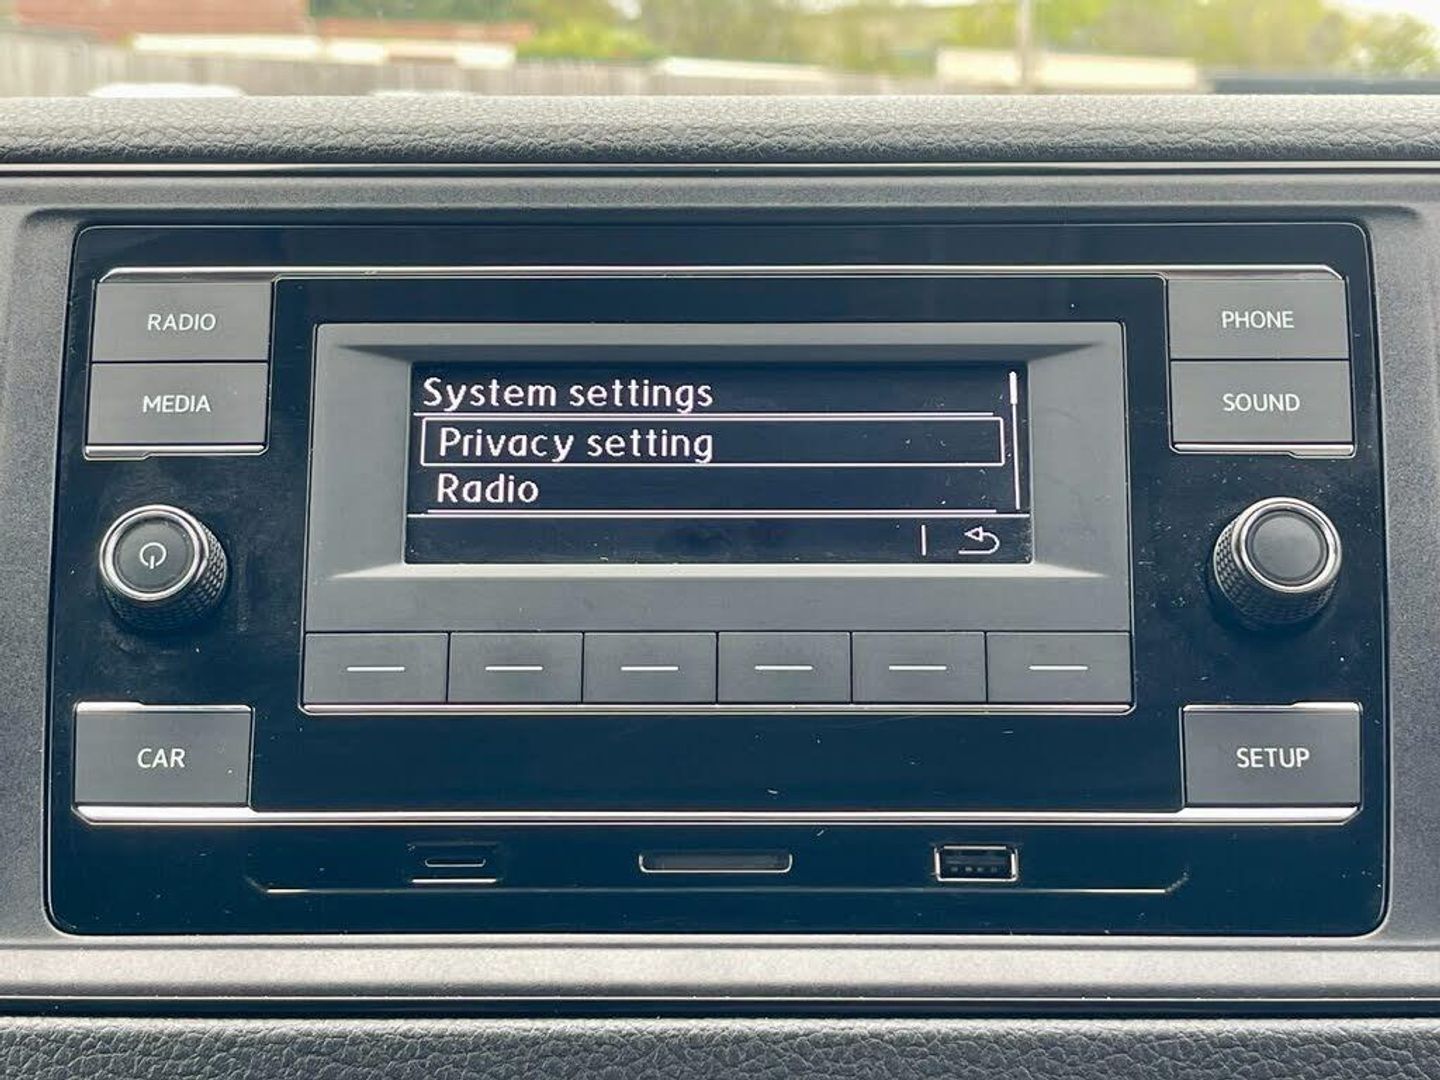 RADIO
MEDIA
System settings
Privacy setting
Radio
PHONE
SOUND
CAR
SETUP